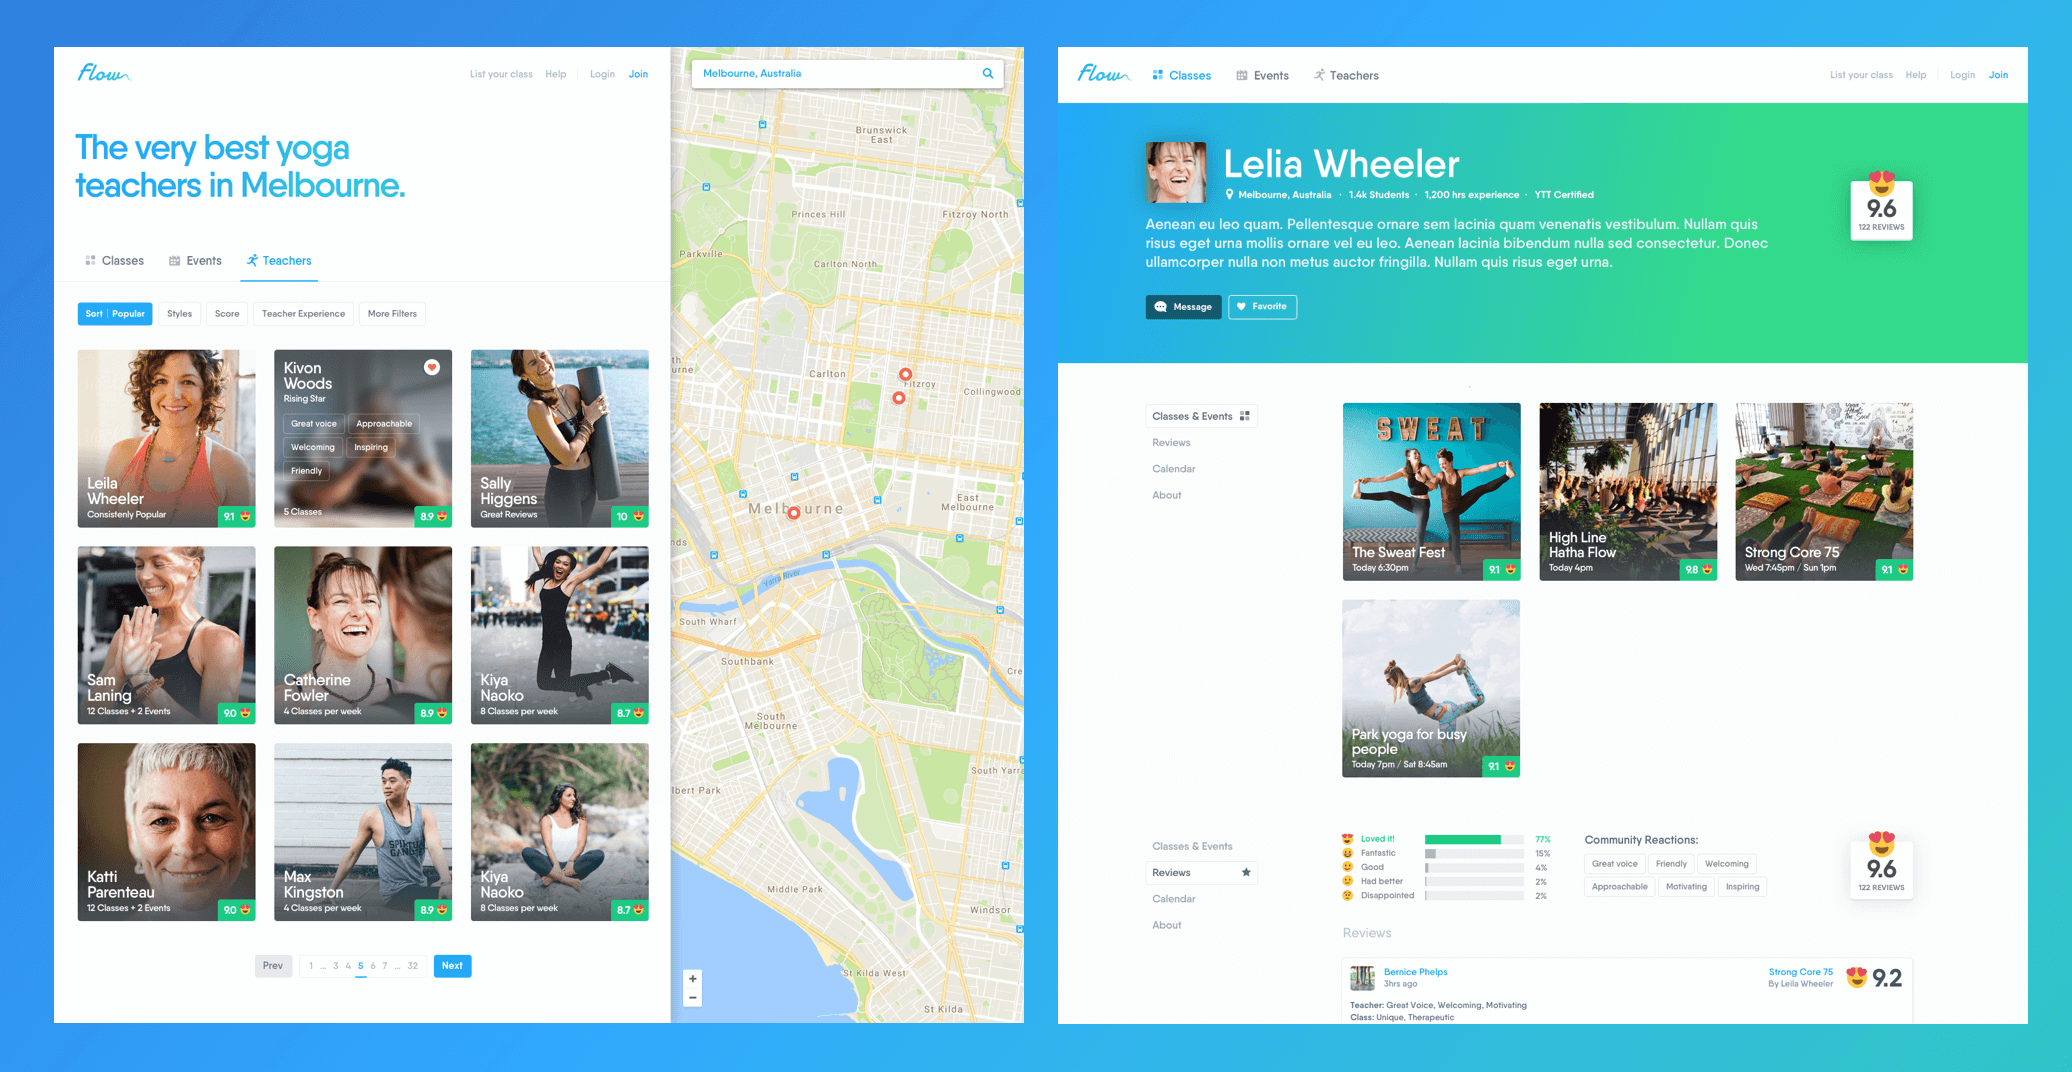 Flow
List your class Help Login Join
The very best yoga
teachers in Melbourne.
Classes Events Teachers
Sort | Popular Styles Score Teacher Experience More Filters
Leila
Wheeler
Consistenly Popular
9.1
Kivon
Woods
Rising Star
Great voice Approachable
Welcoming Inspiring
Friendly
5 Classes
8.9
Sally
Higgens
Great Reviews
10
Sam
Laning
12 Classes + 2 Events
9.0
Catherine
Fowler
4 Classes per week
8.9
Kiya
Naoko
8 Classes per week
8.7
Katti
Parenteau
12 Classes + 2 Events
9.0
Max
Kingston
4 Classes per week
8.9
SPIRITUAL
GANGSTER
Kiya
Naoko
8 Classes per week
8.7
Prev 1 ... 3 4 5 6 7 ... 32 Next
Melbourne, Australia
Brunswick
East
Princes Hill
Fitzroy North
Parkville
Carlton North
Carlton
Fitzroy
Collingwood
Melbourne
East
Melbourne
Yarra River
South Wharf
Southbank
Cre
South
Melbourne
South Yarra
lbert Park
Middle Park
Windsor
St Kilda West
St Kilda
+
−
Flow
Classes Events Teachers
List your class Help Login Join
Lelia Wheeler
Melbourne, Australia · 1.4k Students · 1,200 hrs experience · YTT Certified
Aenean eu leo quam. Pellentesque ornare sem lacinia quam venenatis vestibulum. Nullam quis
risus eget urna mollis ornare vel eu leo. Aenean lacinia bibendum nulla sed consectetur. Donec
ullamcorper nulla non metus auctor fringilla. Nullam quis risus eget urna.
Message Favorite
9.6
122 REVIEWS
Classes & Events
Reviews
Calendar
About
SWEAT
The Sweat Fest
Today 6:30pm
9.1
High Line
Hatha Flow
Today 4pm
9.8
Strong Core 75
Wed 7:45pm / Sun 1pm
9.1
Park yoga for busy
people
Today 7pm / Sat 8:45am
9.1
Classes & Events
Reviews
Calendar
About
Loved it! 77%
Fantastic 15%
Good 4%
Had better 2%
Disappointed 2%
Community Reactions:
Great voice Friendly Welcoming
Approachable Motivating Inspiring
9.6
122 REVIEWS
Reviews
Bernice Phelps
3hrs ago
Strong Core 75
By Leila Wheeler
9.2
Teacher: Great Voice, Welcoming, Motivating
Class: Unique, Therapeutic